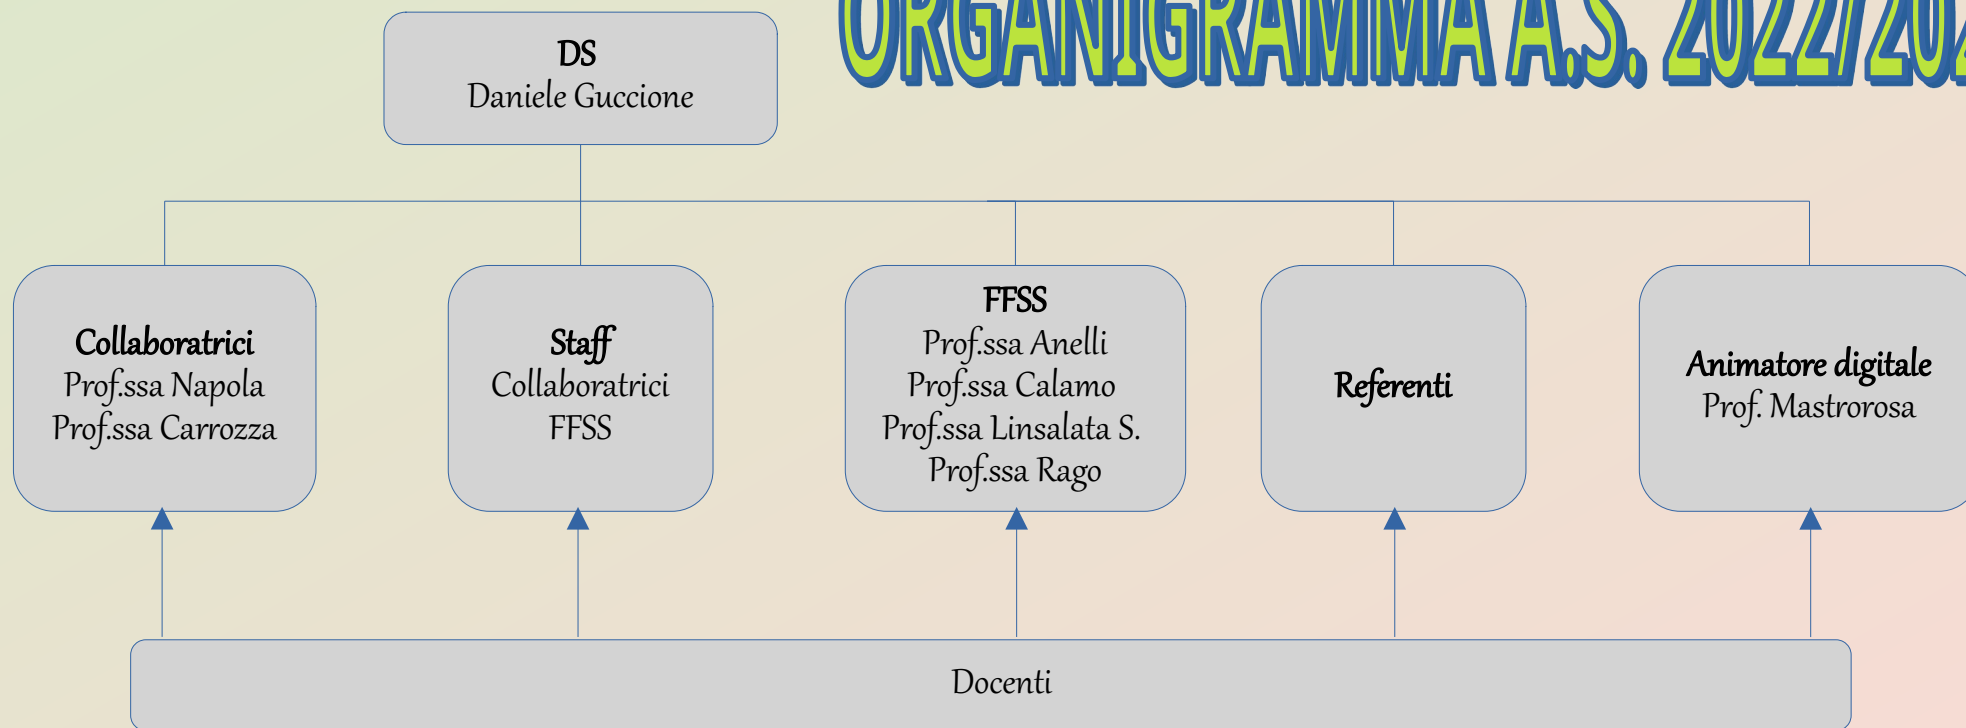 ORGANIGRAMMA A.S. 2022/202
DS
Daniele Guccione
Collaboratrici
Prof.ssa Napola
Prof.ssa Carrozza
Staff
Collaboratrici
FFSS
FFSS
Prof.ssa Anelli
Prof.ssa Calamo
Prof.ssa Linsalata S.
Prof.ssa Rago
Referenti
Animatore digitale
Prof. Mastrorosa
Docenti